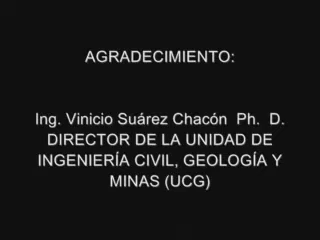 AGRADECIMIENTO:
Ing. Vinicio Suárez Chacón Ph. D.
DIRECTOR DE LA UNIDAD DE
INGENIERÍA CIVIL, GEOLOGÍA Y
MINAS (UCG)